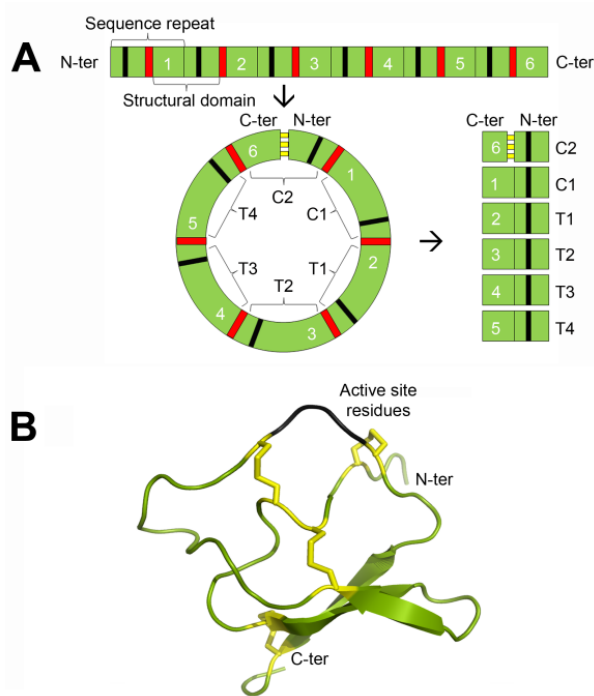 Sequence repeat
A
N-ter
1
2
3
4
5
6
C-ter
Structural domain
C-ter
N-ter
6
1
C2
5
T4
C1
2
T3
T1
T2
4
3
C-ter
N-ter
6
C2
1
C1
2
T1
3
T2
4
T3
5
T4
B
Active site
residues
N-ter
C-ter